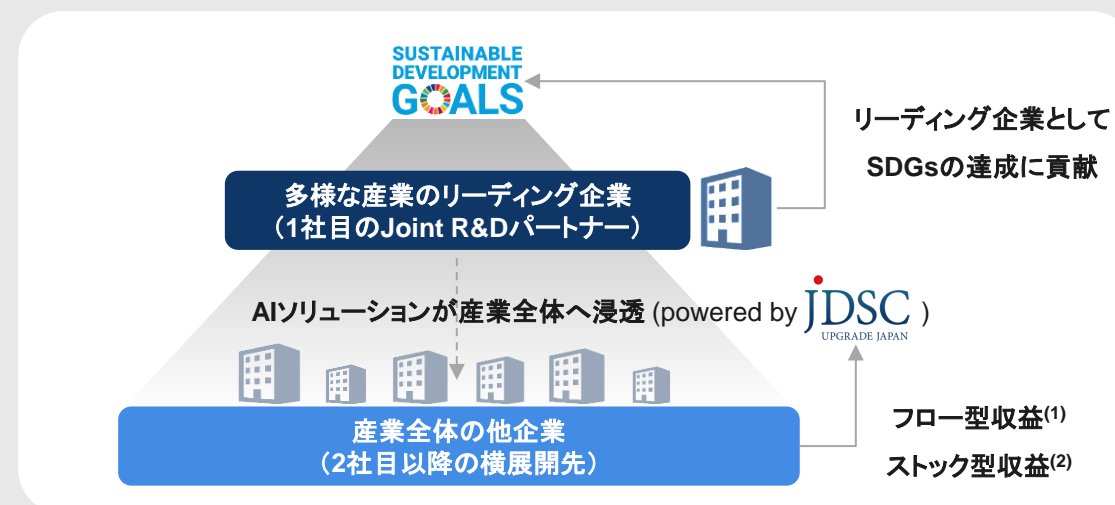 SUSTAINABLE
DEVELOPMENT
GOALS
リーディング企業として
SDGsの達成に貢献
多様な産業のリーディング企業
（1社目のJoint R&Dパートナー）
AIソリューションが産業全体へ浸透 (powered by JDSC )
UPGRADE JAPAN
産業全体の他企業
（2社目以降の横展開先）
フロー型収益(1)
ストック型収益(2)